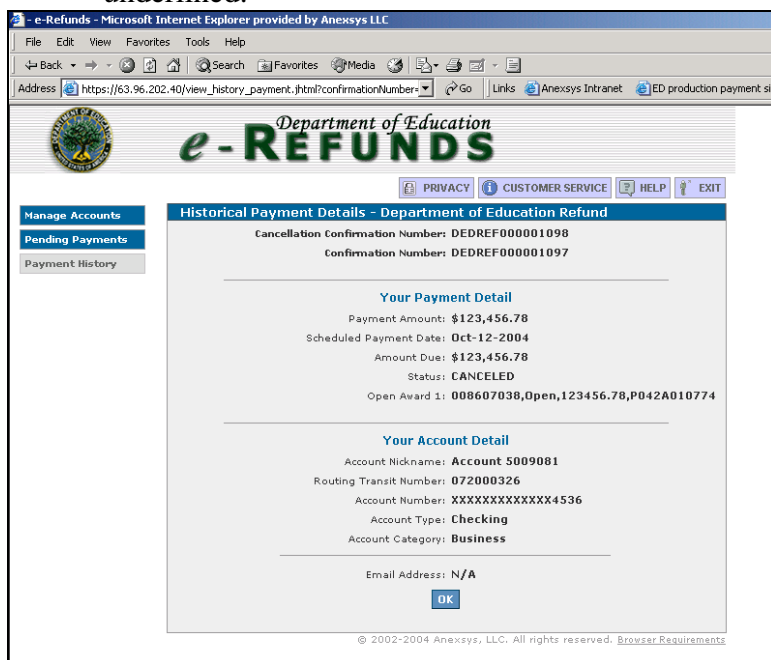 - e-Refunds - Microsoft Internet Explorer provided by Anexsys LLC
File Edit View Favorites Tools Help
Back Search Favorites Media
Address https://63.96.202.40/view_history_payment.jhtml?confirmationNumber= Go Links Anexsys Intranet ED production payment si
Department of Education
e - REFUNDS
PRIVACY CUSTOMER SERVICE HELP EXIT
Manage Accounts
Pending Payments
Payment History
Historical Payment Details - Department of Education Refund
Cancellation Confirmation Number: DEDREF000001098
Confirmation Number: DEDREF000001097
Your Payment Detail
Payment Amount: $123,456.78
Scheduled Payment Date: Oct-12-2004
Amount Due: $123,456.78
Status: CANCELED
Open Award 1: 008607038,Open,123456.78,P042A010774
Your Account Detail
Account Nickname: Account 5009081
Routing Transit Number: 072000326
Account Number: XXXXXXXXXXXXX4536
Account Type: Checking
Account Category: Business
Email Address: N/A
OK
© 2002-2004 Anexsys, LLC. All rights reserved. Browser Requirements